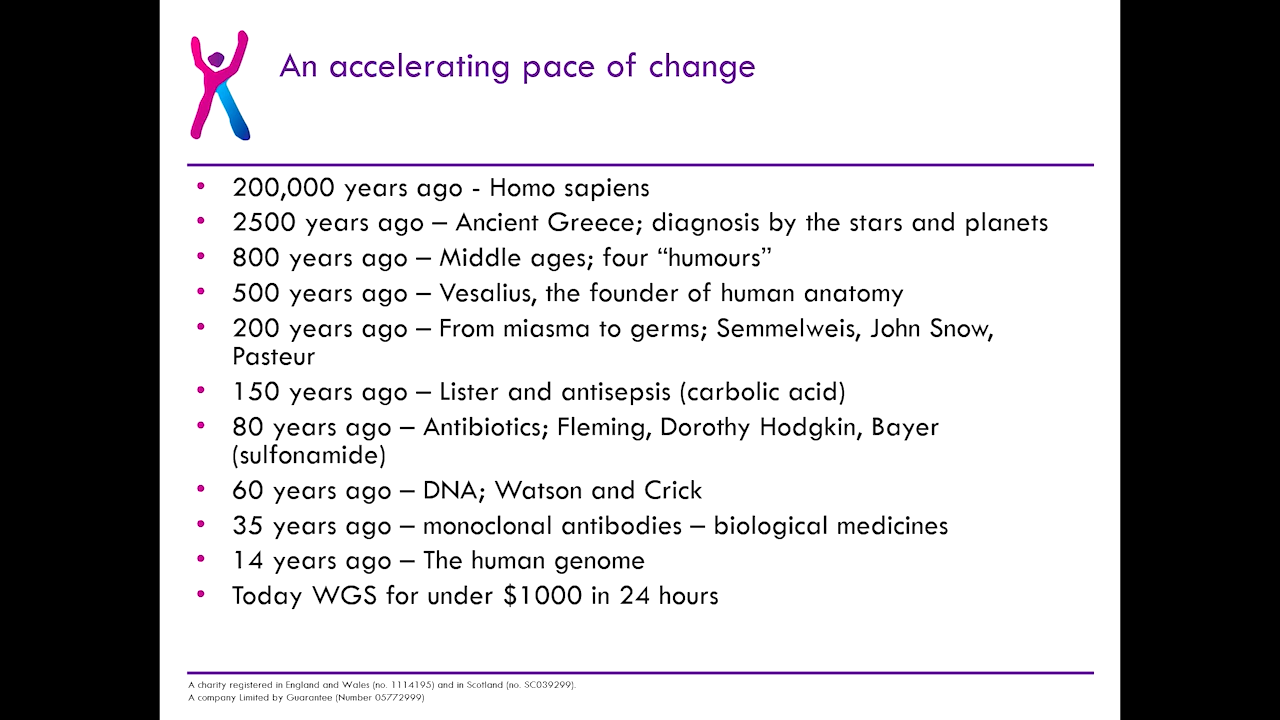 An accelerating pace of change
• 200,000 years ago - Homo sapiens
• 2500 years ago – Ancient Greece; diagnosis by the stars and planets
• 800 years ago – Middle ages; four “humours”
• 500 years ago – Vesalius, the founder of human anatomy
• 200 years ago – From miasma to germs; Semmelweis, John Snow,
Pasteur
• 150 years ago – Lister and antisepsis (carbolic acid)
• 80 years ago – Antibiotics; Fleming, Dorothy Hodgkin, Bayer
(sulfonamide)
• 60 years ago – DNA; Watson and Crick
• 35 years ago – monoclonal antibodies – biological medicines
• 14 years ago – The human genome
• Today WGS for under $1000 in 24 hours
A charity registered in England and Wales (no. 1114195) and in Scotland (no. SC039299).
A company Limited by Guarantee (Number 05772999)